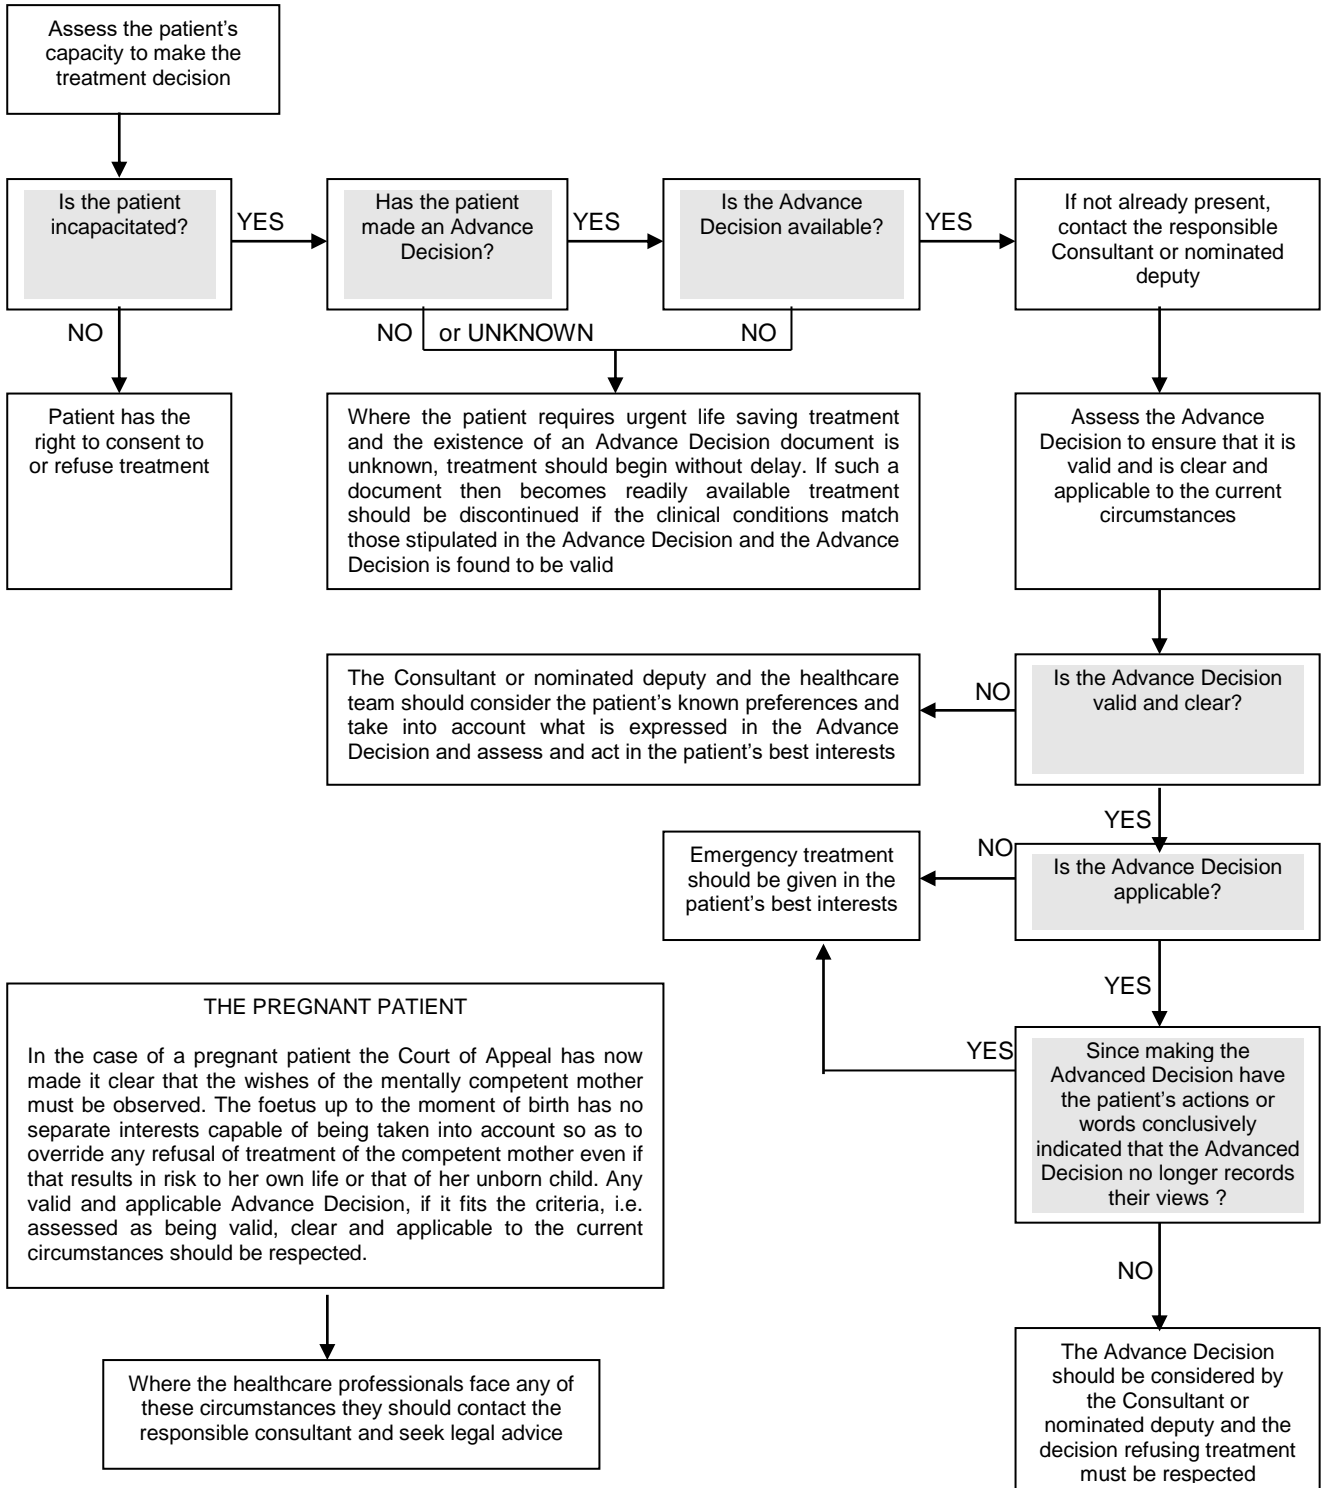 Assess the patient’s
capacity to make the
treatment decision
Is the patient
incapacitated?
YES
Has the patient
made an Advance
Decision?
YES
Is the Advance
Decision available?
YES
If not already present,
contact the responsible
Consultant or nominated
deputy
NO
NO
or UNKNOWN
NO
Patient has the
right to consent to
or refuse treatment
Where the patient requires urgent life saving treatment
and the existence of an Advance Decision document is
unknown, treatment should begin without delay. If such a
document then becomes readily available treatment
should be discontinued if the clinical conditions match
those stipulated in the Advance Decision and the Advance
Decision is found to be valid
Assess the Advance
Decision to ensure that it is
valid and is clear and
applicable to the current
circumstances
The Consultant or nominated deputy and the healthcare
team should consider the patient’s known preferences and
take into account what is expressed in the Advance
Decision and assess and act in the patient’s best interests
NO
Is the Advance Decision
valid and clear?
YES
Emergency treatment
should be given in the
patient’s best interests
NO
Is the Advance Decision
applicable?
YES
YES
Since making the
Advanced Decision have
the patient’s actions or
words conclusively
indicated that the Advanced
Decision no longer records
their views ?
THE PREGNANT PATIENT
In the case of a pregnant patient the Court of Appeal has now
made it clear that the wishes of the mentally competent mother
must be observed. The foetus up to the moment of birth has no
separate interests capable of being taken into account so as to
override any refusal of treatment of the competent mother even if
that results in risk to her own life or that of her unborn child. Any
valid and applicable Advance Decision, if it fits the criteria, i.e.
assessed as being valid, clear and applicable to the current
circumstances should be respected.
NO
Where the healthcare professionals face any of
these circumstances they should contact the
responsible consultant and seek legal advice
The Advance Decision
should be considered by
the Consultant or
nominated deputy and the
decision refusing treatment
must be respected